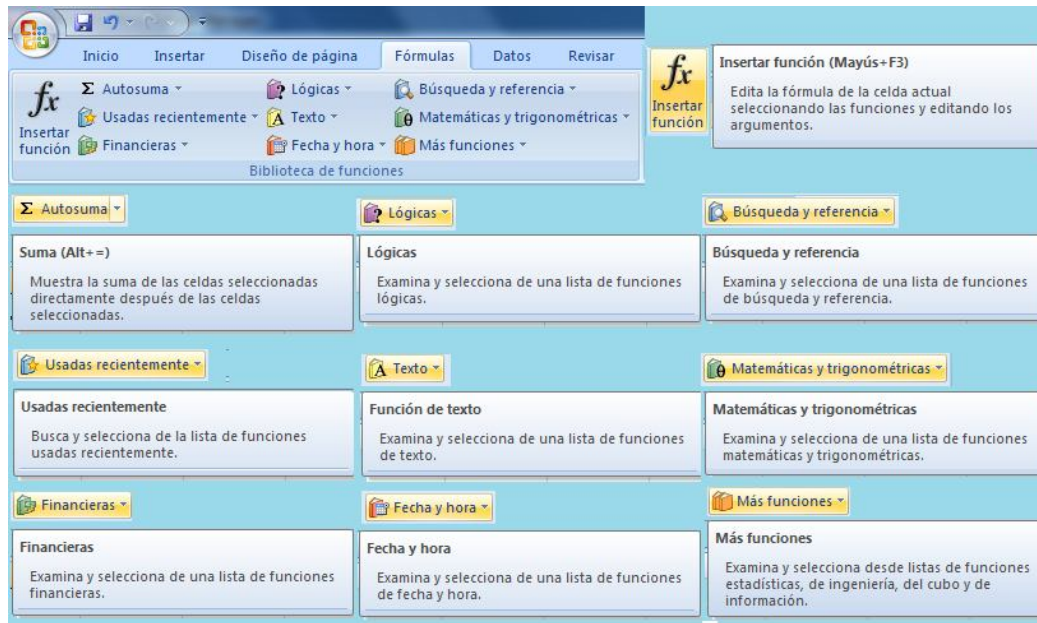 Inicio Insertar Diseño de página Fórmulas Datos Revisar
fx Insertar función
Σ Autosuma
Usadas recientemente
Financieras
Lógicas
Texto
Fecha y hora
Búsqueda y referencia
Matemáticas y trigonométricas
Más funciones
Biblioteca de funciones
fx
Insertar
función
Insertar función (Mayús+F3)
Edita la fórmula de la celda actual
seleccionando las funciones y editando los
argumentos.
Σ Autosuma
Suma (Alt+=)
Muestra la suma de las celdas seleccionadas
directamente después de las celdas
seleccionadas.
Lógicas
Lógicas
Examina y selecciona de una lista de funciones
lógicas.
Búsqueda y referencia
Búsqueda y referencia
Examina y selecciona de una lista de funciones
de búsqueda y referencia.
Usadas recientemente
Usadas recientemente
Busca y selecciona de la lista de funciones
usadas recientemente.
Texto
Función de texto
Examina y selecciona de una lista de funciones
de texto.
Matemáticas y trigonométricas
Matemáticas y trigonométricas
Examina y selecciona de una lista de funciones
matemáticas y trigonométricas.
Financieras
Financieras
Examina y selecciona de una lista de funciones
financieras.
Fecha y hora
Fecha y hora
Examina y selecciona de una lista de funciones
de fecha y hora.
Más funciones
Más funciones
Examina y selecciona desde listas de funciones
estadísticas, de ingeniería, del cubo y de
información.